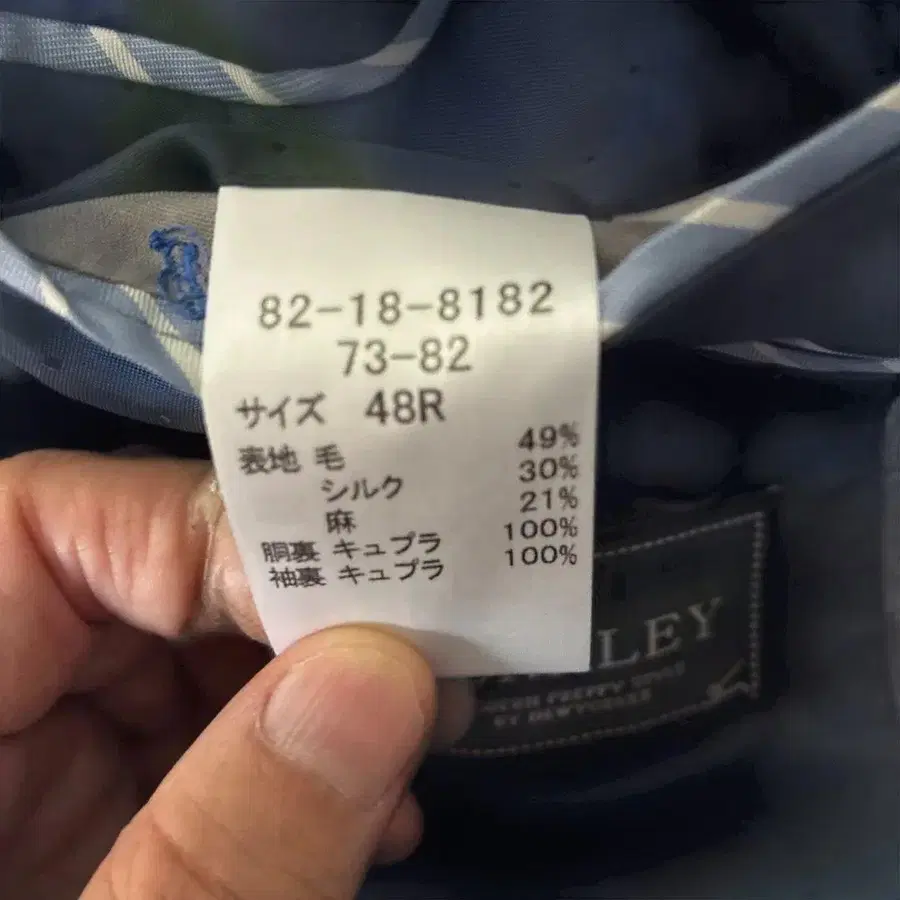 82-18-8182
73-82
サイズ 48R
表地 毛 49%
シルク 30%
麻 21%
胴裏 キュプラ 100%
袖裏 キュプラ 100%
LEY